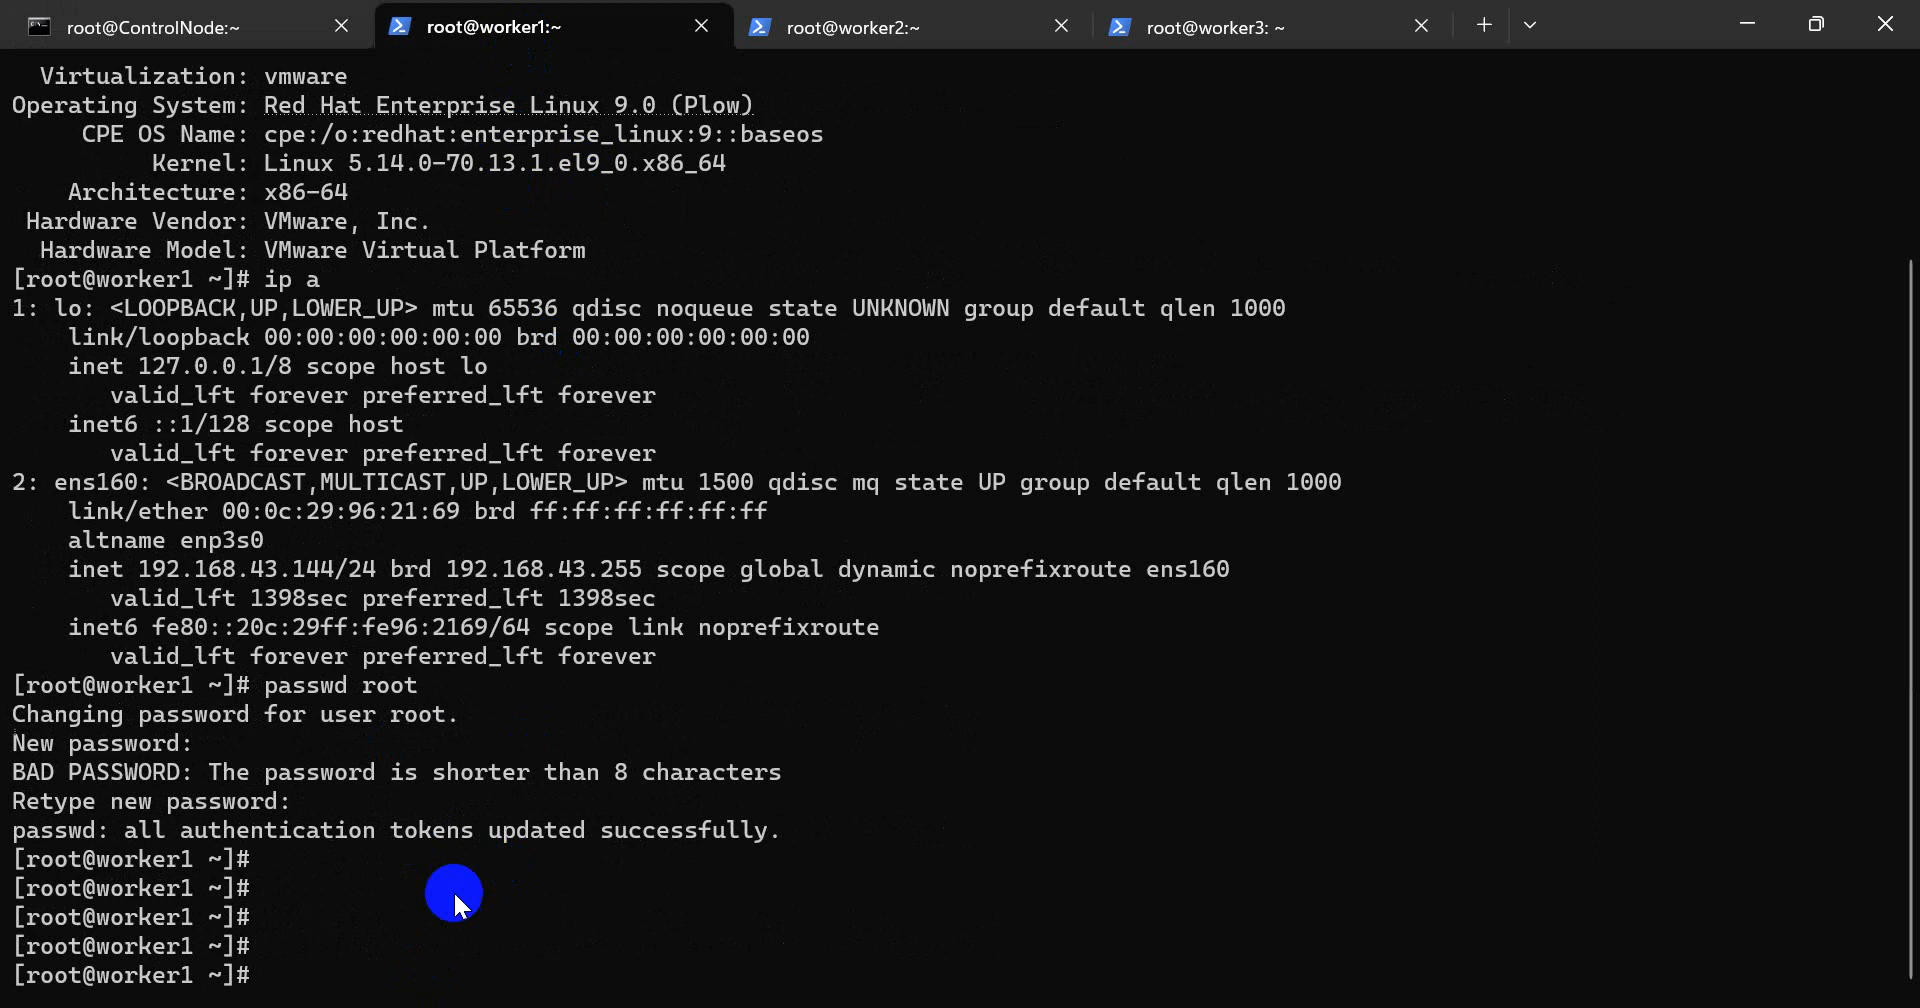 root@ControlNode:~
root@worker1:~
root@worker2:~
root@worker3: ~
Virtualization: vmware
Operating System: Red Hat Enterprise Linux 9.0 (Plow)
CPE OS Name: cpe:/o:redhat:enterprise_linux:9::baseos
Kernel: Linux 5.14.0-70.13.1.el9_0.x86_64
Architecture: x86-64
Hardware Vendor: VMware, Inc.
Hardware Model: VMware Virtual Platform
[root@worker1 ~]# ip a
1: lo: <LOOPBACK,UP,LOWER_UP> mtu 65536 qdisc noqueue state UNKNOWN group default qlen 1000
link/loopback 00:00:00:00:00:00 brd 00:00:00:00:00:00
inet 127.0.0.1/8 scope host lo
valid_lft forever preferred_lft forever
inet6 ::1/128 scope host
valid_lft forever preferred_lft forever
2: ens160: <BROADCAST,MULTICAST,UP,LOWER_UP> mtu 1500 qdisc mq state UP group default qlen 1000
link/ether 00:0c:29:96:21:69 brd ff:ff:ff:ff:ff:ff
altname enp3s0
inet 192.168.43.144/24 brd 192.168.43.255 scope global dynamic noprefixroute ens160
valid_lft 1398sec preferred_lft 1398sec
inet6 fe80::20c:29ff:fe96:2169/64 scope link noprefixroute
valid_lft forever preferred_lft forever
[root@worker1 ~]# passwd root
Changing password for user root.
New password:
BAD PASSWORD: The password is shorter than 8 characters
Retype new password:
passwd: all authentication tokens updated successfully.
[root@worker1 ~]#
[root@worker1 ~]#
[root@worker1 ~]#
[root@worker1 ~]#
[root@worker1 ~]#